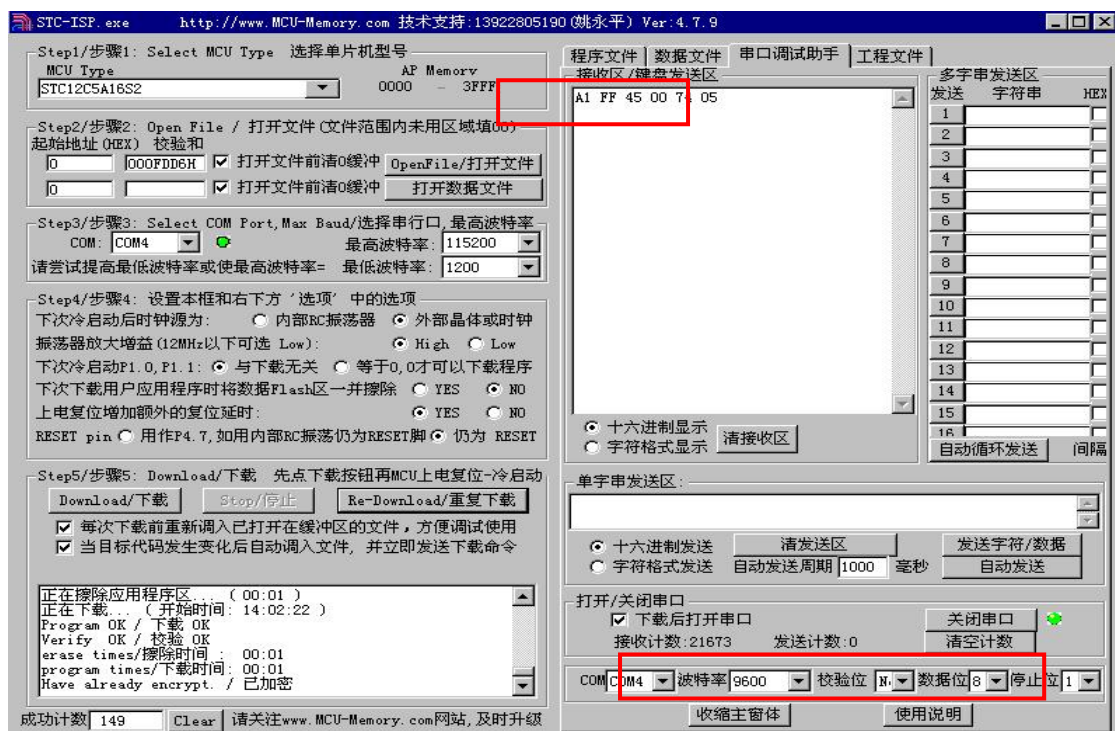 STC-ISP.exe http://www.MCU-Memory.com 技术支持:13922805190(姚永平) Ver:4.7.9
Step1/步骤1: Select MCU Type 选择单片机型号
MCU Type AP Memory
STC12C5A16S2 0000 - 3FFF
Step2/步骤2: Open File / 打开文件(文件范围内未用区域填00)
起始地址(HEX) 校验和
0 000FDD6H 打开文件前清0缓冲 OpenFile/打开文件
0 打开文件前清0缓冲 打开数据文件
Step3/步骤3: Select COM Port,Max Baud/选择串行口,最高波特率
COM: COM4 最高波特率: 115200
请尝试提高最低波特率或使最高波特率= 最低波特率: 1200
Step4/步骤4: 设置本框和右下方 '选项' 中的选项
下次冷启动后时钟源为: 内部RC振荡器 外部晶体或时钟
振荡器放大增益(12MHz以下可选 Low): High Low
下次冷启动P1.0,P1.1: 与下载无关 等于0,0才可以下载程序
下次下载用户应用程序时将数据Flash区一并擦除 YES NO
上电复位增加额外的复位延时: YES NO
RESET pin 用作P4.7,如用内部RC振荡仍为RESET脚 仍为 RESET
Step5/步骤5: Download/下载 先点下载按钮再MCU上电复位-冷启动
Download/下载 Stop/停止 Re-Download/重复下载
每次下载前重新调入已打开在缓冲区的文件,方便调试使用
当目标代码发生变化后自动调入文件, 并立即发送下载命令
正在擦除应用程序区... ( 00:01 )
正在下载... ( 开始时间: 14:02:22 )
Program OK / 下载 OK
Verify OK / 校验 OK
erase times/擦除时间 : 00:01
program times/下载时间: 00:01
Have already encrypt. / 已加密
成功计数 149 Clear 请关注www.MCU-Memory.com网站,及时升级
程序文件 数据文件 串口调试助手 工程文件
接收区/键盘发送区
A1 FF 45 00 74 05
十六进制显示
字符格式显示 清接收区
多字串发送区
发送 字符串 HEX
1
2
3
4
5
6
7
8
9
10
11
12
13
14
15
16
自动循环发送 间隔
单字串发送区:
十六进制发送 清发送区 发送字符/数据
字符格式发送 自动发送周期 1000 毫秒 自动发送
打开/关闭串口
下载后打开串口 关闭串口
接收计数:21673 发送计数:0 清空计数
COM COM4 波特率 9600 校验位 N. 数据位 8 停止位 1
收缩主窗体 使用说明